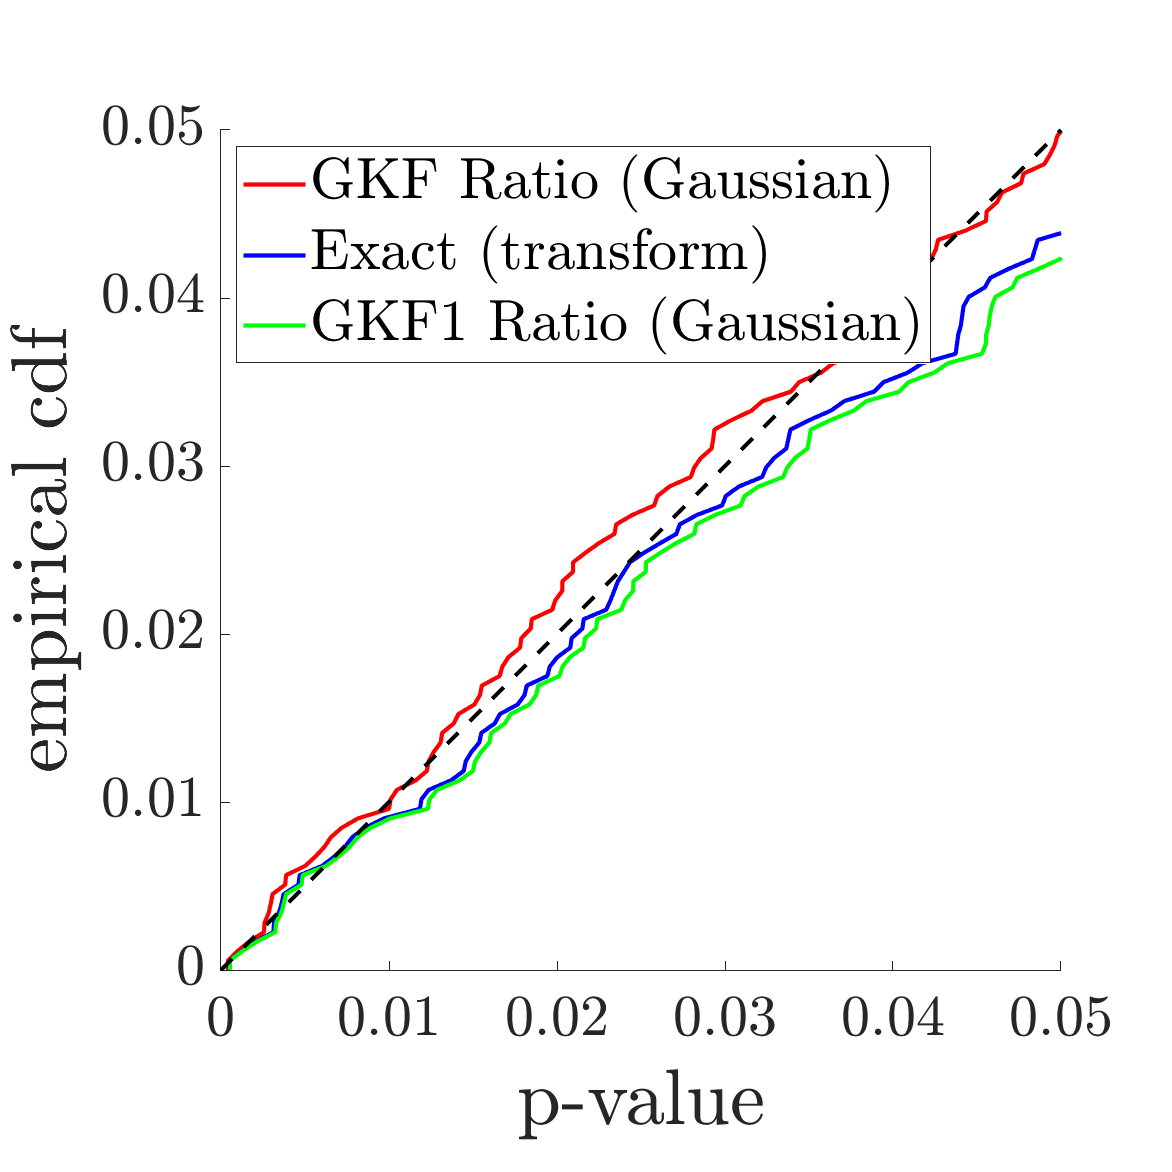 0.05
0.04
0.03
0.02
0.01
0
empirical cdf
GKF Ratio (Gaussian)
Exact (transform)
GKF1 Ratio (Gaussian)
0 0.01 0.02 0.03 0.04 0.05
p-value